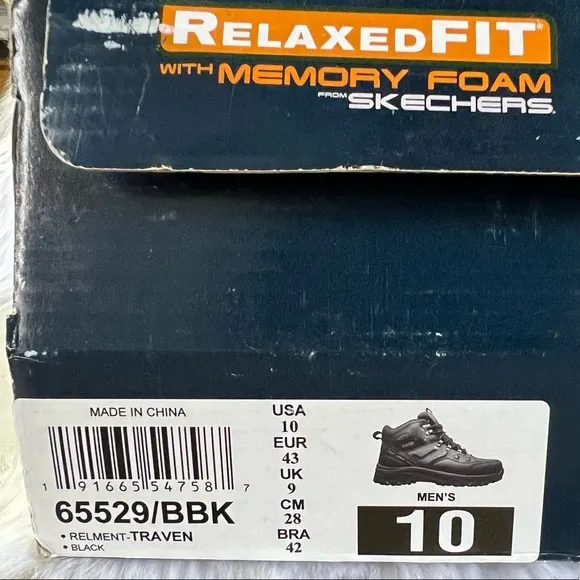 RELAXED FIT
WITH MEMORY FOAM
FROM SKECHERS
MADE IN CHINA
1 91665 54758 7
65529/BBK
• RELMENT-TRAVEN
• BLACK
USA
10
EUR
43
UK
9
CM
28
BRA
42
MEN'S
10